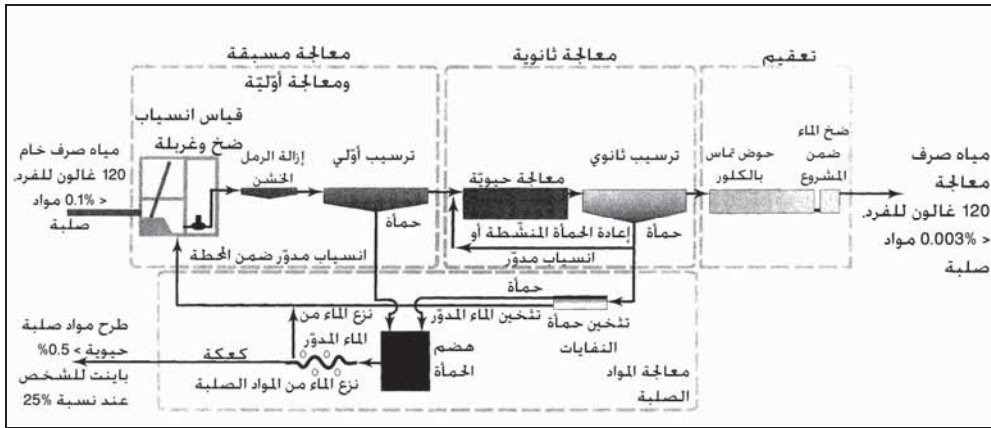 معالجة مسبقة
ومعالجة أوّليّة
معالجة ثانوية
تعقيم
قياس انسياب
ضخ وغربلة
مياه صرف خام
120 غالون للفرد.
< 0.1% مواد
صلبة
إزالة الرمل
الخشن
ترسيب أوّلي
حمأة
معالجة حيويّة
ترسيب ثانوي
حمأة
إعادة الحمأة المنشّطة أو
انسياب مدوّر
حوض تماس
بالكلور
ضخ الماء
ضمن
المشروع
مياه صرف
معالجة
120 غالون للفرد.
< 0.003% مواد
صلبة
انسياب مدوّر ضمن المحطة
حمأة
تثخين الماء المدوّر
تثخين حمأة
النفايات
نزع الماء من
الماء المدوّر
هضم
الحمأة
كعكة
نزع الماء من المواد الصلبة
معالجة المواد
الصلبة
طرح مواد صلبة
حيوية > 0.5%
باينت للشخص
عند نسبة 25%